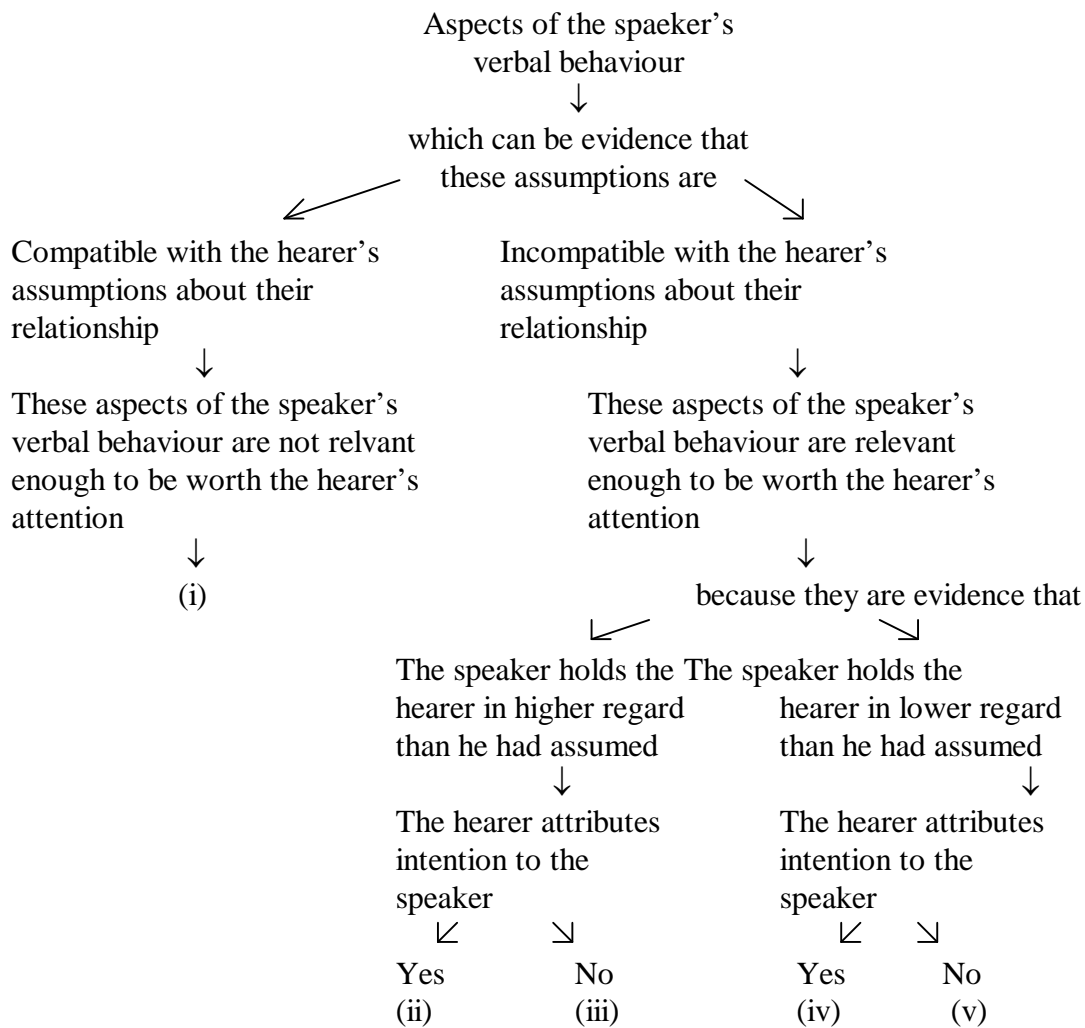 Aspects of the spaeker’s
verbal behaviour
↓
which can be evidence that
these assumptions are
Compatible with the hearer’s
assumptions about their
relationship
↓
These aspects of the speaker’s
verbal behaviour are not relvant
enough to be worth the hearer’s
attention
↓
(i)
Incompatible with the hearer’s
assumptions about their
relationship
↓
These aspects of the speaker’s
verbal behaviour are relevant
enough to be worth the hearer’s
attention
↓
because they are evidence that
The speaker holds the
hearer in higher regard
than he had assumed
↓
The hearer attributes
intention to the
speaker
Yes
(ii)
No
(iii)
The speaker holds the
hearer in lower regard
than he had assumed
↓
The hearer attributes
intention to the
speaker
Yes
(iv)
No
(v)